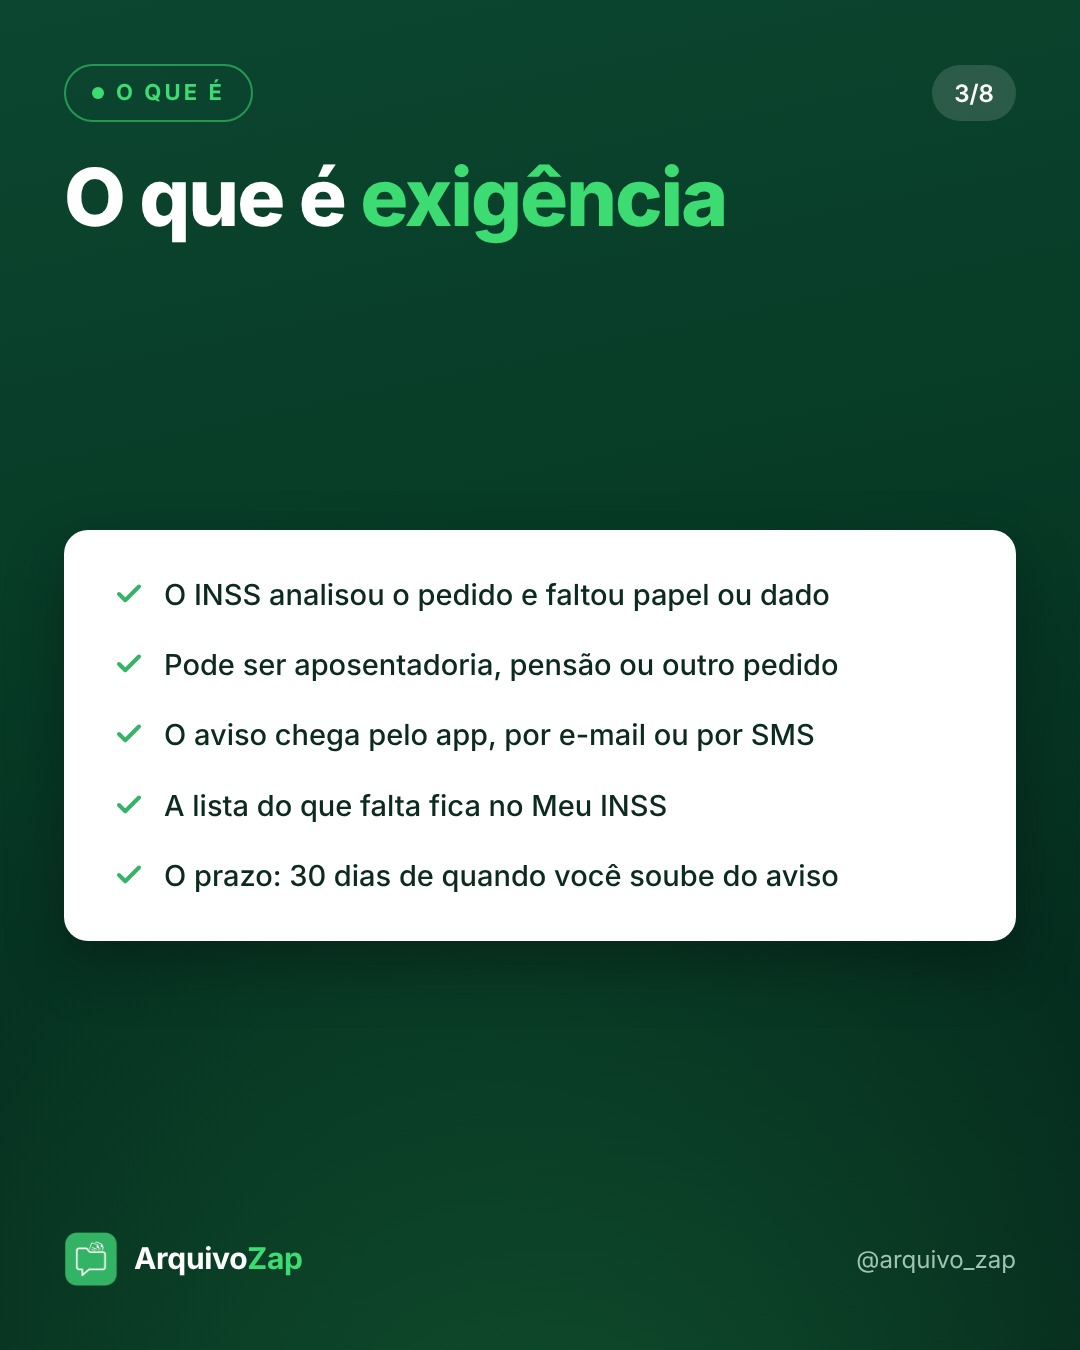 O QUE É
3/8
O que é exigência
O INSS analisou o pedido e faltou papel ou dado
Pode ser aposentadoria, pensão ou outro pedido
O aviso chega pelo app, por e-mail ou por SMS
A lista do que falta fica no Meu INSS
O prazo: 30 dias de quando você soube do aviso
ArquivoZap
@arquivo_zap